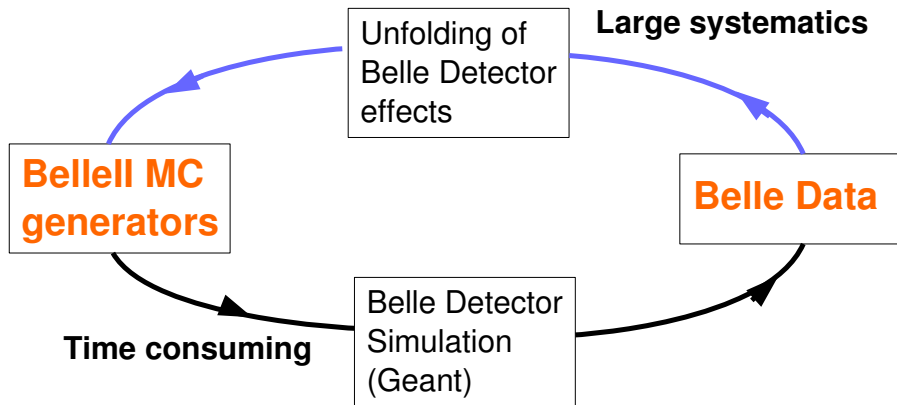 Large systematics
Unfolding of
Belle Detector
effects
BelleII MC
generators
Belle Data
Belle Detector
Simulation
(Geant)
Time consuming